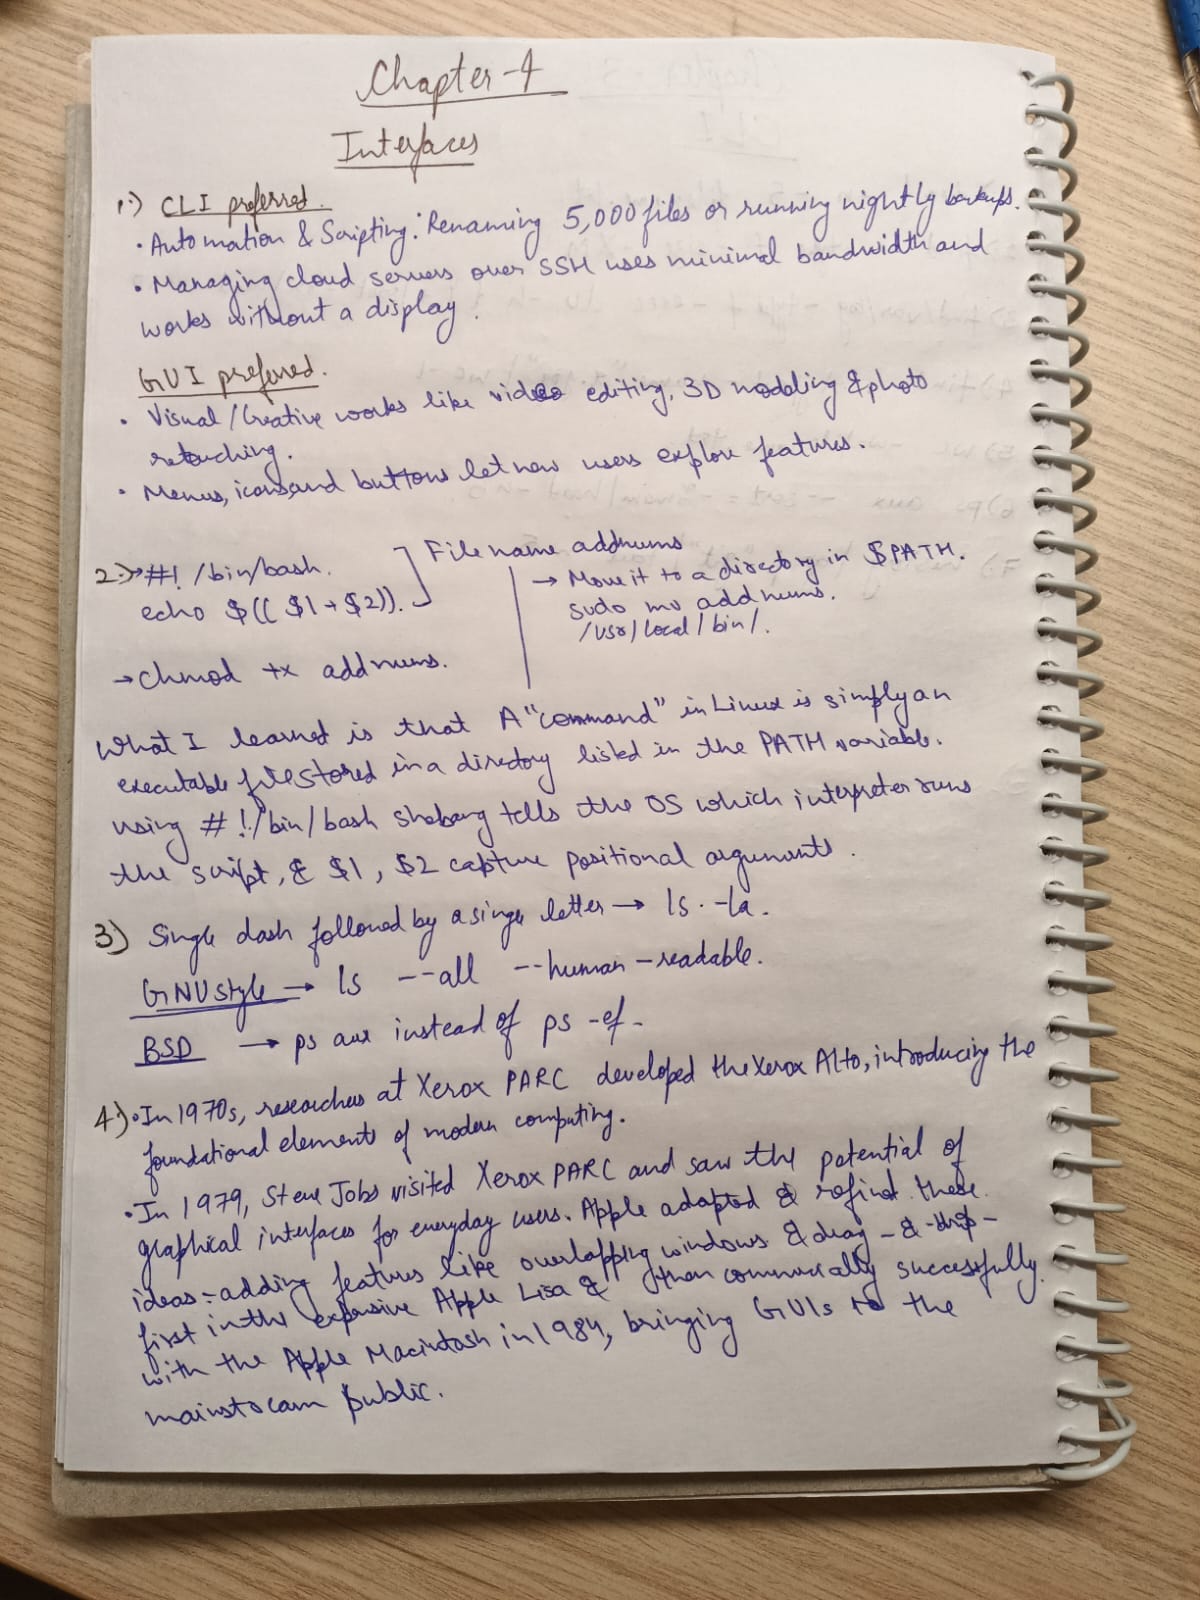 Chapter-4
Interfaces
1.) CLI preferred.
· Automation & Scripting: Renaming 5,000 files or running nightly backups.
· Managing cloud servers over SSH uses minimal bandwidth and
works without a display.
GUI preferred.
· Visual/Creative works like video editing, 3D modeling & photo
retouching.
· Menus, icons and buttons let new users explore features.
2.)→ #! /bin/bash.
echo $(( $1 + $2)).
File name addnums
→ Move it to a directory in $PATH.
sudo mv addnums.
/usr/local/bin/.
→ chmod +x addnums.
What I learned is that A "command" in Linux is simply an
executable file stored in a directory listed in the PATH variable.
using #!/bin/bash shebang tells the OS which interpreter runs
the script, & $1, $2 capture positional arguments.
3) Single dash followed by a single letter → ls -la.
GNU style → ls --all --human-readable.
BSD → ps aux instead of ps -ef.
4.) · In 1970s, researchers at Xerox PARC developed the Xerox Alto, introducing the
foundational elements of modern computing.
· In 1979, Steve Jobs visited Xerox PARC and saw the potential of
graphical interfaces for everyday users. Apple adapted & refined these
ideas - adding features like overlapping windows & drag-&-drop-
first in the expensive Apple Lisa & then commercially successfully
with the Apple Macintosh in 1984, bringing GUIs to the
mainstream public.